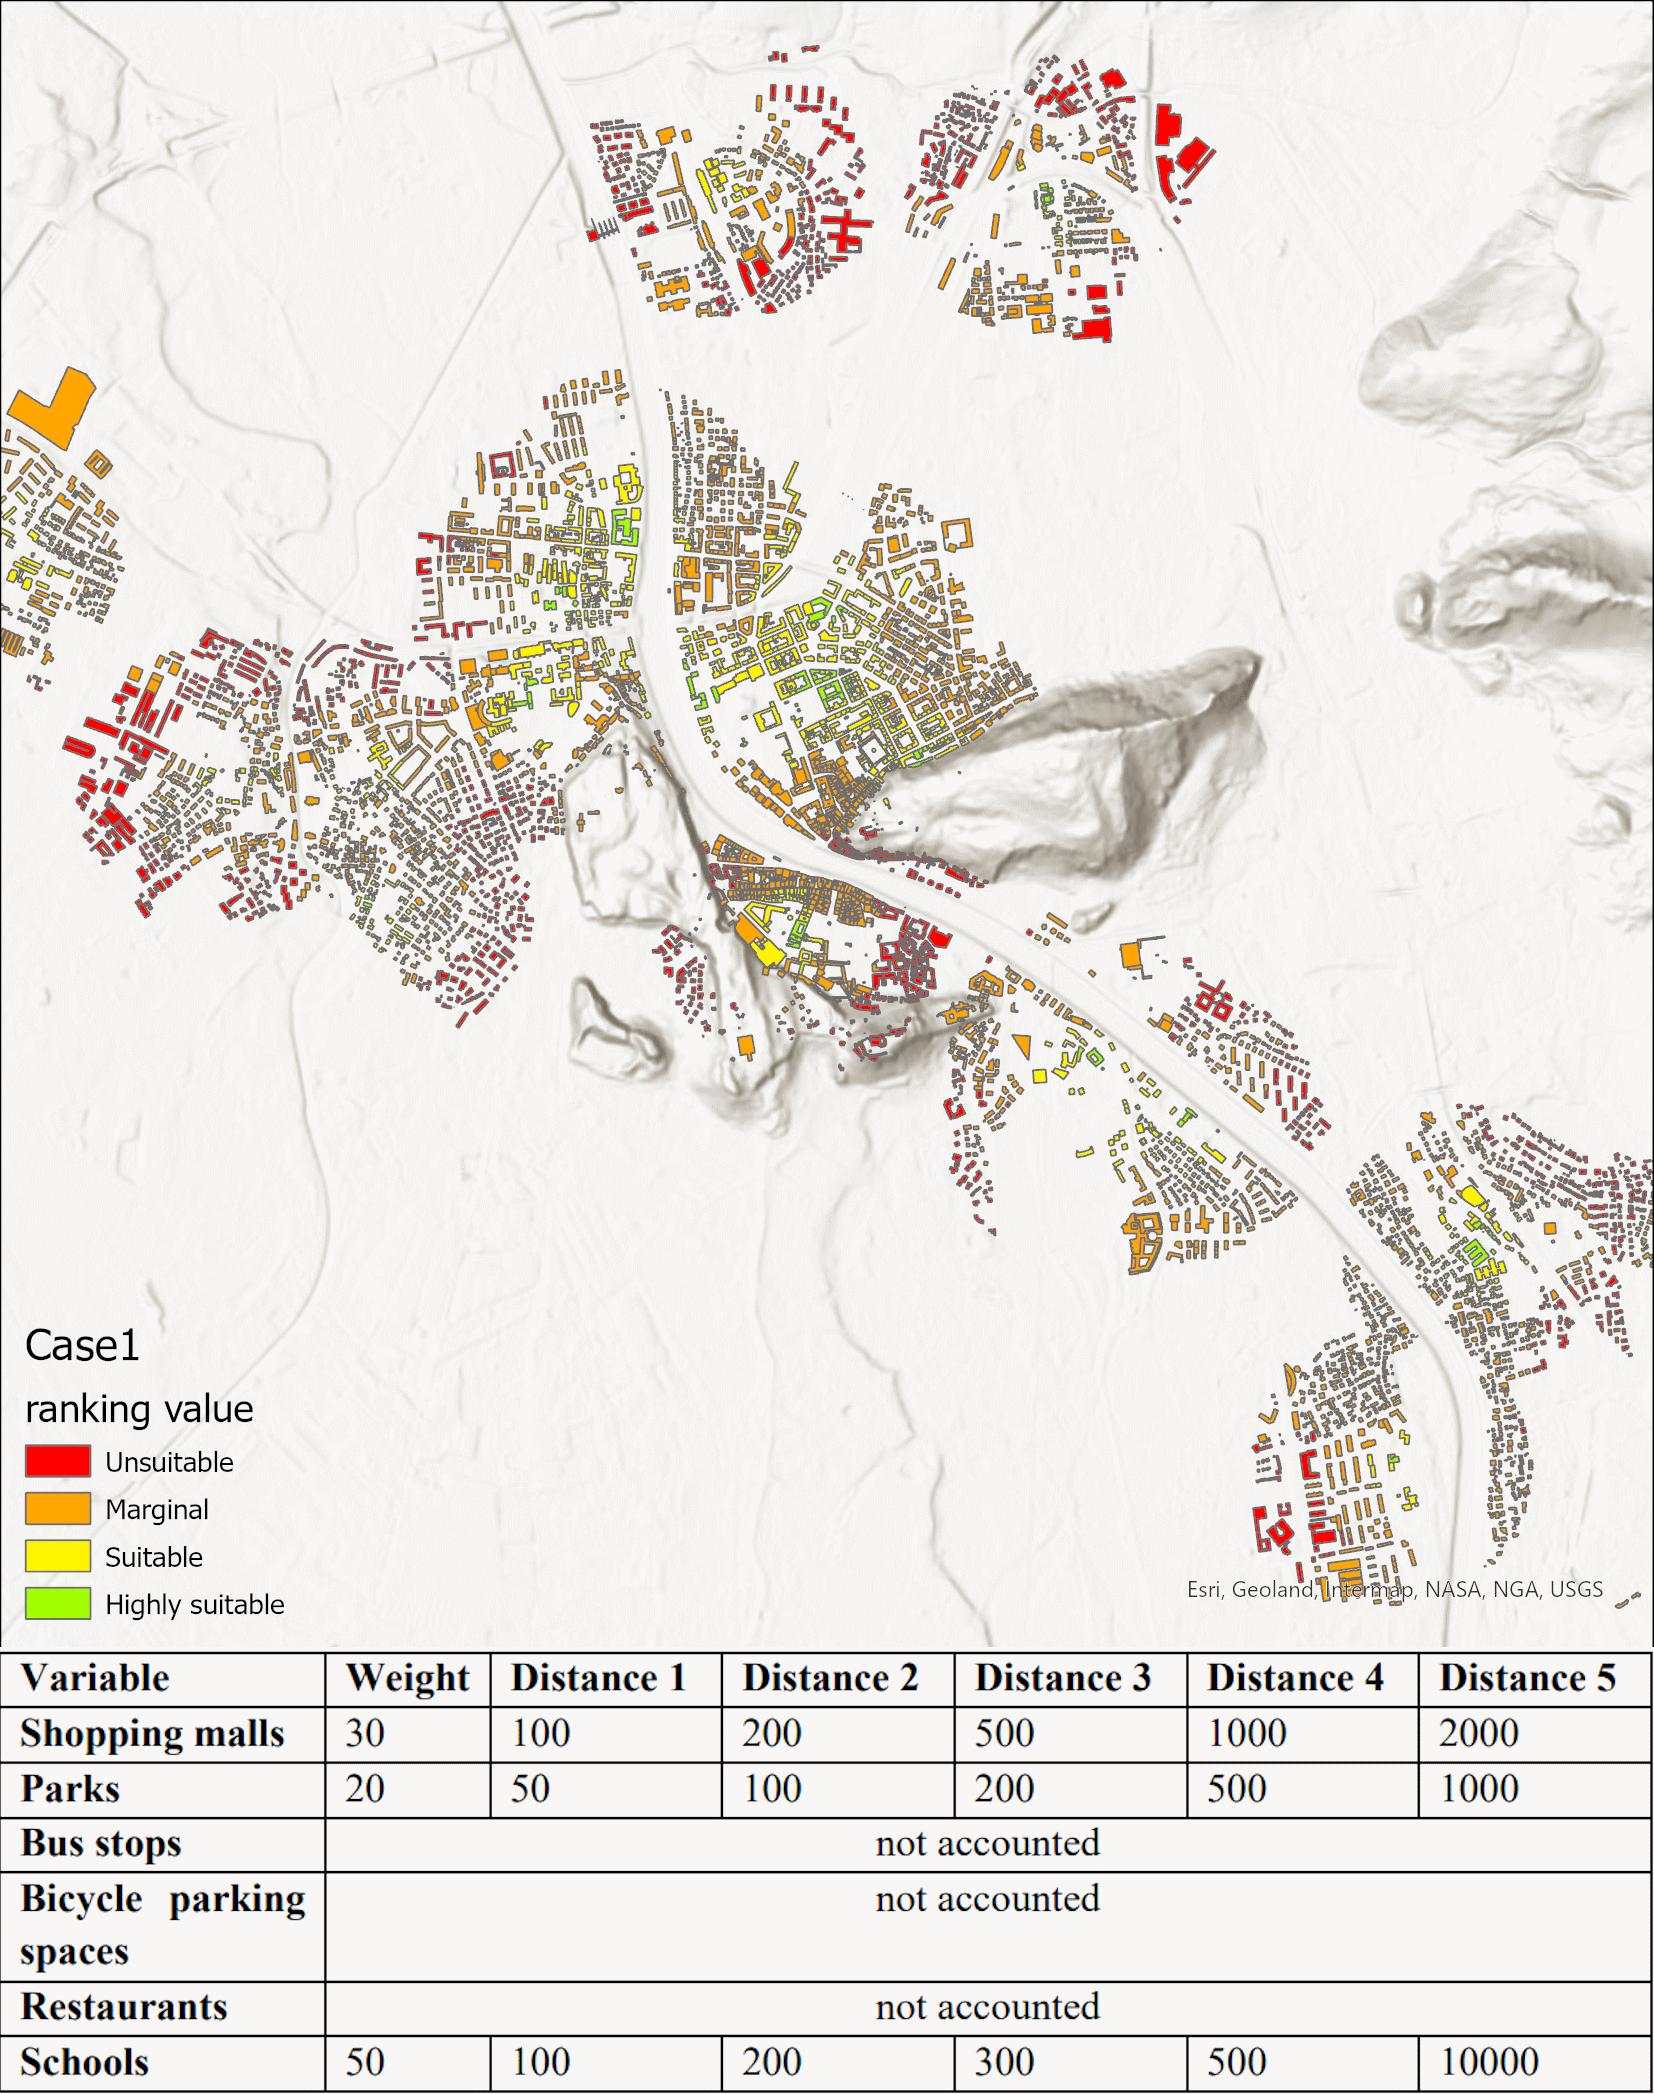 Case1
ranking value
Unsuitable
Marginal
Suitable
Highly suitable
Esri, Geoland, Intermap, NASA, NGA, USGS
Variable Weight Distance 1 Distance 2 Distance 3 Distance 4 Distance 5
Shopping malls 30 100 200 500 1000 2000
Parks 20 50 100 200 500 1000
Bus stops not accounted
Bicycle parking not accounted
spaces
Restaurants not accounted
Schools 50 100 200 300 500 10000